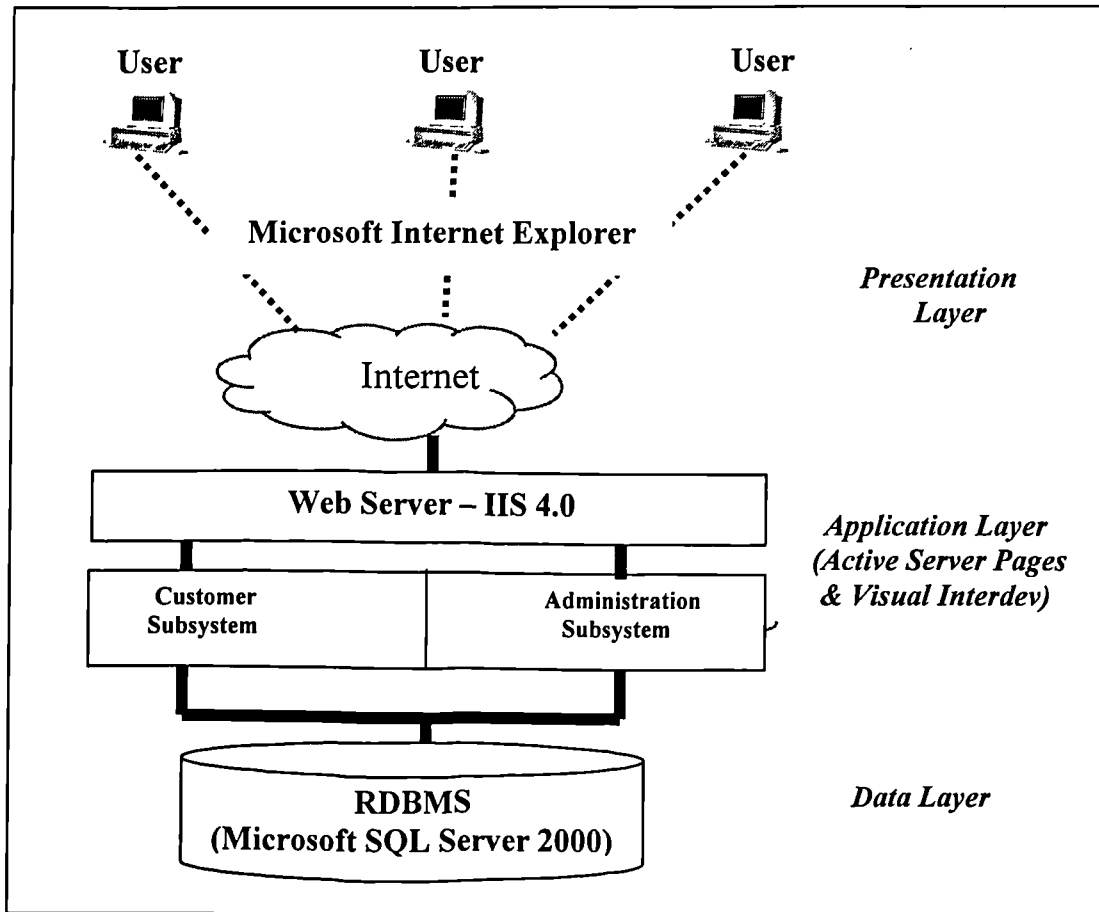 User User User
Microsoft Internet Explorer
Presentation
Layer
Internet
Web Server – IIS 4.0
Application Layer
(Active Server Pages
& Visual Interdev)
Customer
Subsystem
Administration
Subsystem
RDBMS
(Microsoft SQL Server 2000)
Data Layer